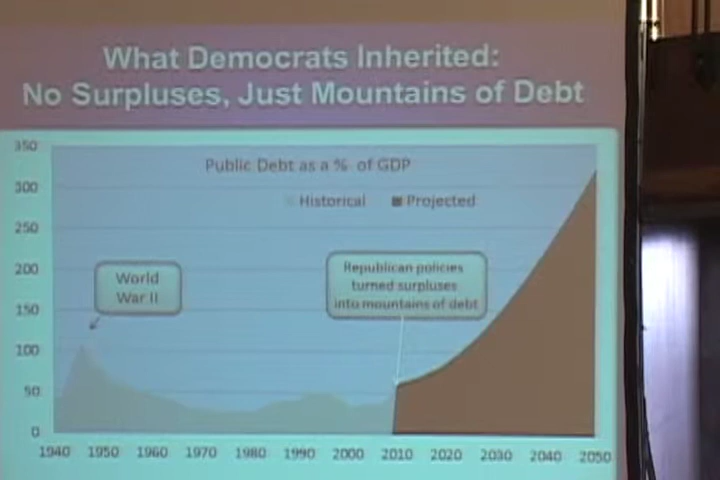 What Democrats Inherited:
No Surpluses, Just Mountains of Debt
Public Debt as a % of GDP
Historical Projected
350
300
250
200
150
100
50
0
World
War II
Republican policies
turned surpluses
into mountains of debt
1940 1950 1960 1970 1980 1990 2000 2010 2020 2030 2040 2050